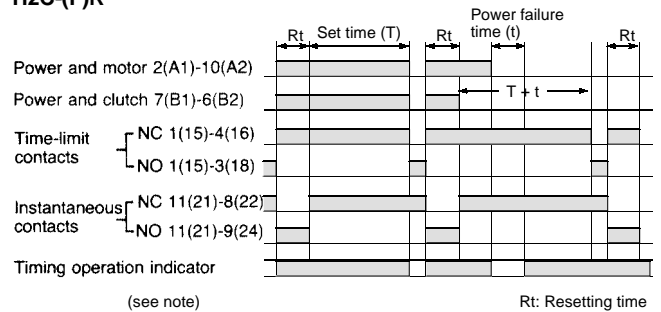 Power failure
Rt Set time (T) Rt time (t) Rt
Power and motor 2(A1)-10(A2)
Power and clutch 7(B1)-6(B2) T + t
Time-limit contacts NC 1(15)-4(16)
NO 1(15)-3(18)
Instantaneous contacts NC 11(21)-8(22)
NO 11(21)-9(24)
Timing operation indicator
(see note) Rt: Resetting time